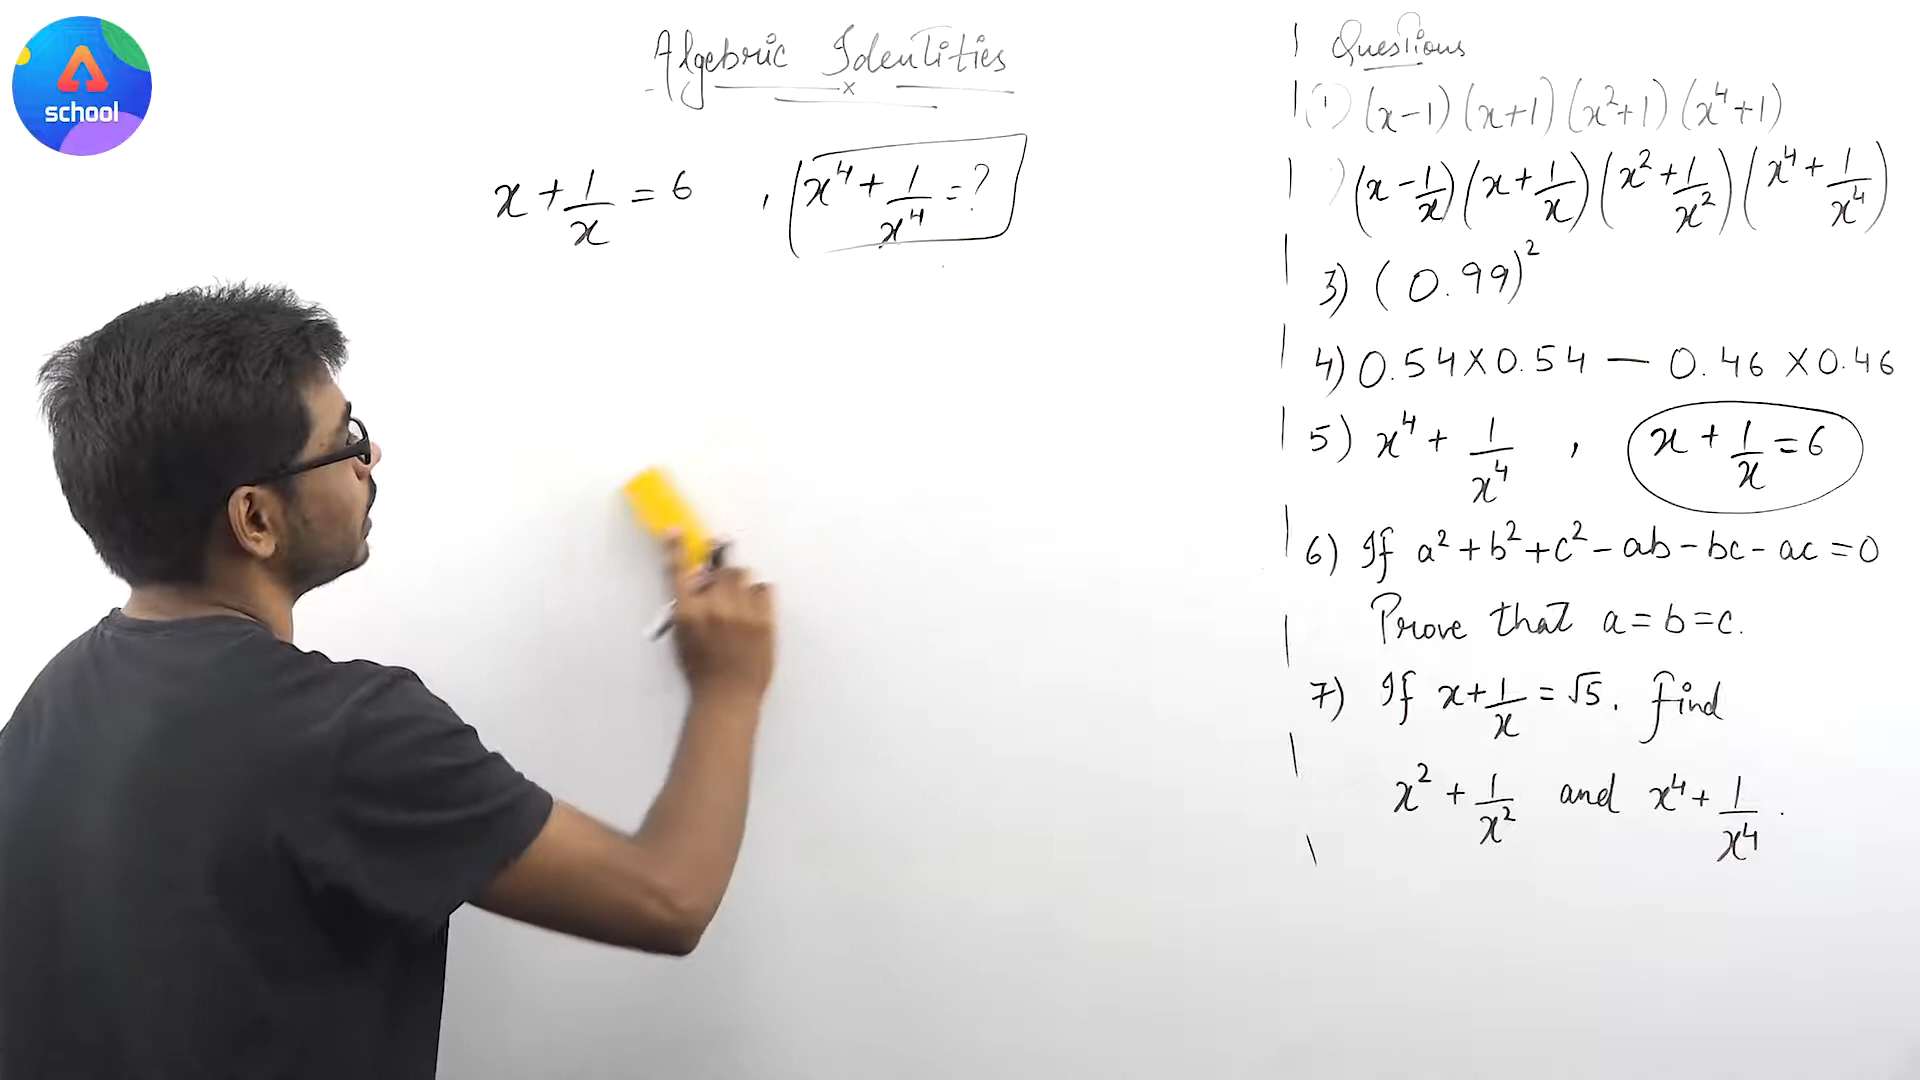 A school
Algebric Identities
x + 1/x = 6 , x⁴ + 1/x⁴ = ?
Questions
(1) (x-1) (x+1) (x²+1) (x⁴+1)
) (x - 1/x) (x + 1/x) (x² + 1/x²) (x⁴ + 1/x⁴)
3) (0.99)²
4) 0.54 × 0.54 — 0.46 × 0.46
5) x⁴ + 1/x⁴ , x + 1/x = 6
6) If a² + b² + c² - ab - bc - ac = 0
Prove that a = b = c.
7) If x + 1/x = √5. find
x² + 1/x² and x⁴ + 1/x⁴.